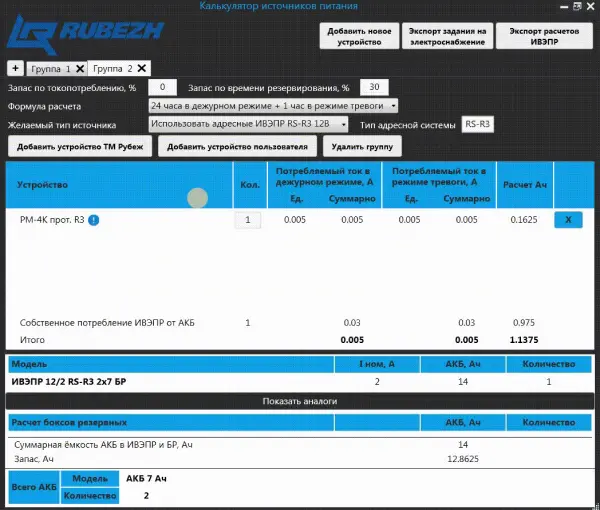 Калькулятор источников питания
RUBEZH
Добавить новое устройство
Экспорт задания на электроснабжение
Экспорт расчетов ИВЭПР
+ Группа 1 X Группа 2 X
Запас по токопотреблению, % 0 Запас по времени резервирования, % 30
Формула расчета 24 часа в дежурном режиме + 1 час в режиме тревоги
Желаемый тип источника Использовать адресные ИВЭПР RS-R3 12В Тип адресной системы RS-R3
Добавить устройство ТМ Рубеж Добавить устройство пользователя Удалить группу
Устройство Кол. Потребляемый ток в дежурном режиме, А Потребляемый ток в режиме тревоги, А Расчет Ач
Ед. Суммарно Ед. Суммарно
РМ-4К прот. R3 ! 1 0.005 0.005 0.005 0.005 0.1625 X
Собственное потребление ИВЭПР от АКБ 1 0.03 0.03 0.975
Итого 0.005 0.005 1.1375
Модель I ном, А АКБ, Ач Количество
ИВЭПР 12/2 RS-R3 2x7 БР 2 14 1
Показать аналоги
Расчет боксов резервных АКБ, Ач Количество
Суммарная ёмкость АКБ в ИВЭПР и БР, Ач 14
Запас, Ач 12.8625
Всего АКБ Модель АКБ 7 Ач
Количество 2